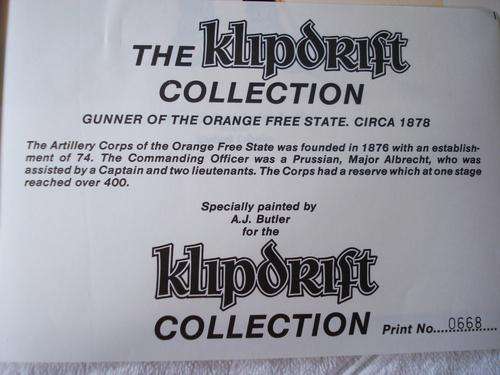 THE klipdrift
COLLECTION
GUNNER OF THE ORANGE FREE STATE. CIRCA 1878
The Artillery Corps of the Orange Free State was founded in 1876 with an establish-
ment of 74. The Commanding Officer was a Prussian, Major Albrecht, who was
assisted by a Captain and two lieutenants. The Corps had a reserve which at one stage
reached over 400.
Specially painted by
A.J. Butler
for the
klipdrift
COLLECTION
Print No....0668....